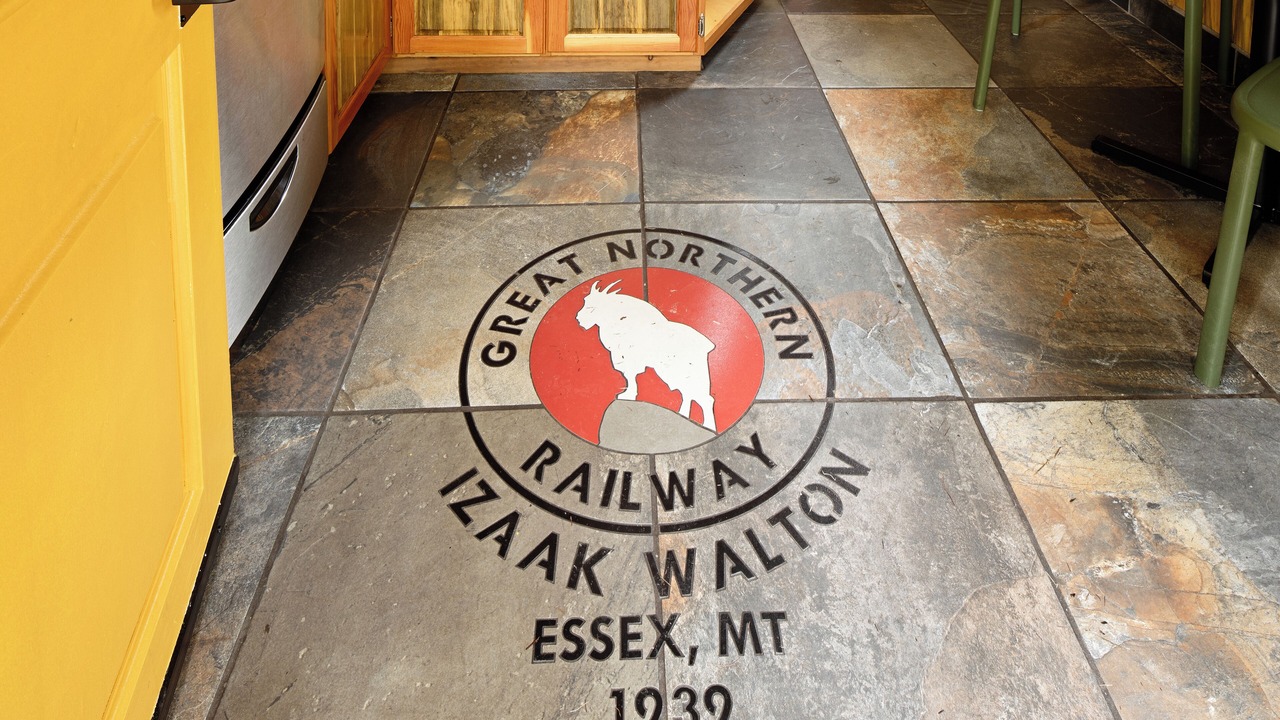 GREAT NORTHERN
RAILWAY
IZAAK WALTON
ESSEX, MT
1939